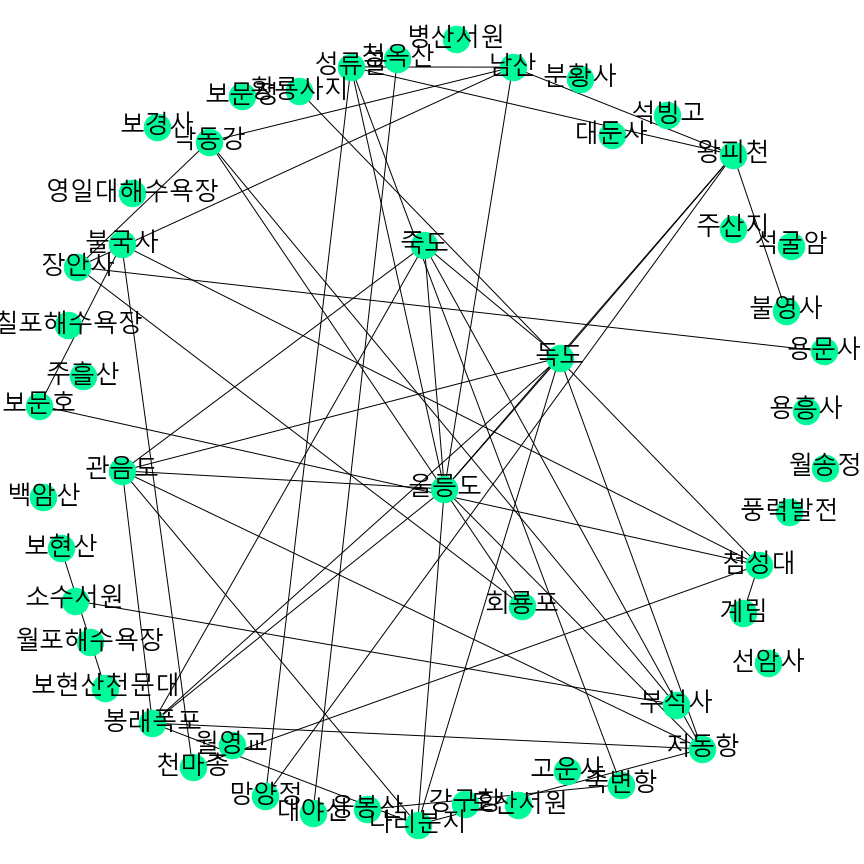 병산서원
청옥산
성류굴
남산
분황사
황룡사지
보문정
석빙고
보경사
대둔사
낙동강
왕피천
영일대해수욕장
주산지
불국사
죽도
석굴암
장안사
불영사
칠포해수욕장
용문사
독도
주흘산
보문호
용흥사
월송정
관음도
울릉도
백암산
풍력발전
보현산
첨성대
소수서원
회룡포
계림
월포해수욕장
선암사
보현산천문대
부석사
봉래폭포
월영교
저동항
천마총
고운사
죽변항
망양정
강구항
도산서원
대야산
응봉산
나리분지